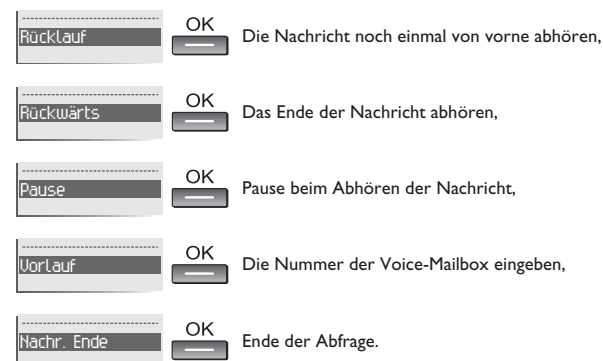 Rücklauf OK Die Nachricht noch einmal von vorne abhören,
Rückwärts OK Das Ende der Nachricht abhören,
Pause OK Pause beim Abhören der Nachricht,
Vorlauf OK Die Nummer der Voice-Mailbox eingeben,
Nachr. Ende OK Ende der Abfrage.